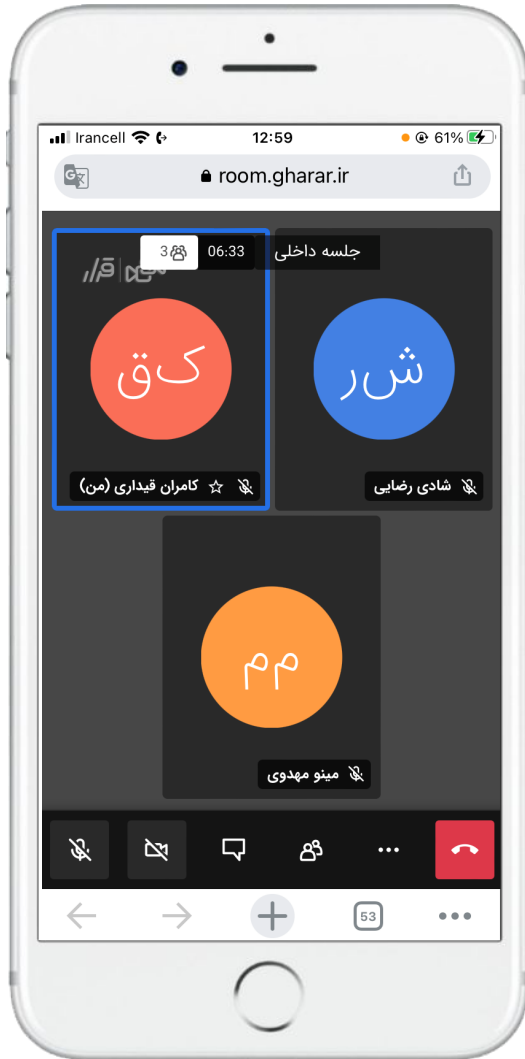 Irancell 12:59 61%
room.gharar.ir
جلسه داخلی 06:33 3
قرار
ک‌ق
ش‌ر
کامران قیداری (من)
شادی رضایی
م‌م
مینو مهدوی
53